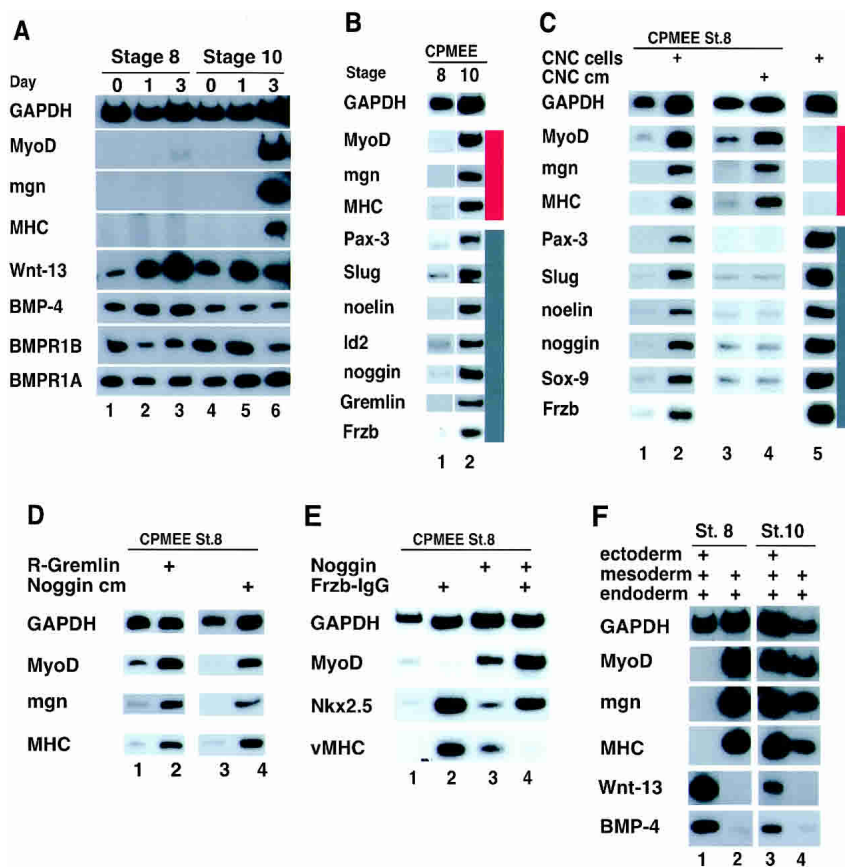 A
Stage 8 Stage 10
Day 0 1 3 0 1 3
GAPDH
MyoD
mgn
MHC
Wnt-13
BMP-4
BMPR1B
BMPR1A
1 2 3 4 5 6
B
CPMEE
Stage 8 10
GAPDH
MyoD
mgn
MHC
Pax-3
Slug
noelin
Id2
noggin
Gremlin
Frzb
1 2
C
CPMEE St.8
CNC cells + +
CNC cm +
GAPDH
MyoD
mgn
MHC
Pax-3
Slug
noelin
noggin
Sox-9
Frzb
1 2 3 4 5
D
CPMEE St.8
R-Gremlin +
Noggin cm +
GAPDH
MyoD
mgn
MHC
1 2 3 4
E
CPMEE St.8
Noggin + +
Frzb-IgG + +
GAPDH
MyoD
Nkx2.5
vMHC
1 2 3 4
F
St. 8 St.10
ectoderm + +
mesoderm + + + +
endoderm + + + +
GAPDH
MyoD
mgn
MHC
Wnt-13
BMP-4
1 2 3 4